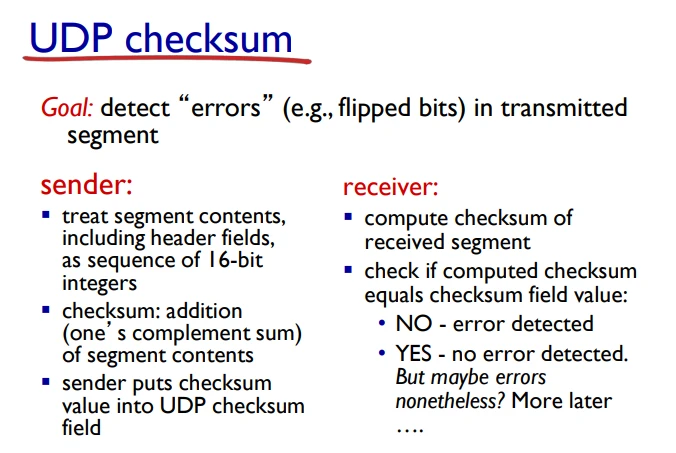 UDP checksum
Goal: detect “errors” (e.g., flipped bits) in transmitted
segment
sender:
▪ treat segment contents,
including header fields,
as sequence of 16-bit
integers
▪ checksum: addition
(one’s complement sum)
of segment contents
▪ sender puts checksum
value into UDP checksum
field
receiver:
▪ compute checksum of
received segment
▪ check if computed checksum
equals checksum field value:
• NO - error detected
• YES - no error detected.
But maybe errors
nonetheless? More later
….